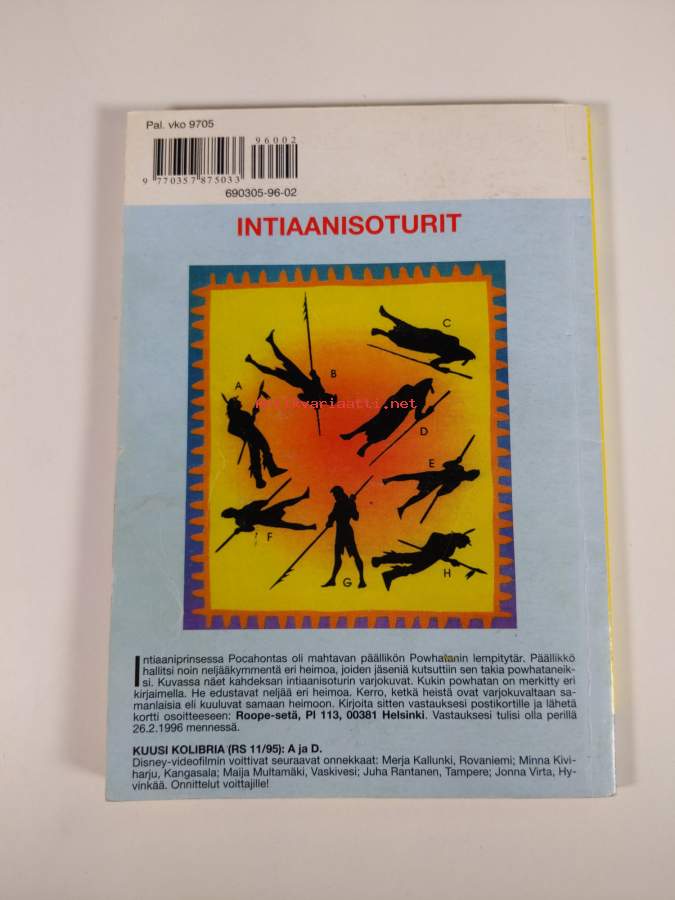 Pal. vko 9705
96002
9 770357 875033
690305-96-02
INTIAANISOTURIT
C
B
A
antikvariaatti.net
D
E
F
G
H
Intiaaniprinsessa Pocahontas oli mahtavan päällikön Powhatanin lempitytär. Päällikkö
hallitsi noin neljääkymmentä eri heimoa, joiden jäseniä kutsuttiin sen takia powhataneik-
si. Kuvassa näet kahdeksan intiaanisoturin varjokuvat. Kukin powhatan on merkitty eri
kirjaimella. He edustavat neljää eri heimoa. Kerro, ketkä heistä ovat varjokuvaltaan sa-
manlaisia eli kuuluvat samaan heimoon. Kirjoita sitten vastauksesi postikortille ja lähetä
kortti osoitteeseen: Roope-setä, Pl 113, 00381 Helsinki. Vastauksesi tulisi olla perillä
26.2.1996 mennessä.
KUUSI KOLIBRIA (RS 11/95): A ja D.
Disney-videofilmin voittivat seuraavat onnekkaat: Merja Kallunki, Rovaniemi; Minna Kivi-
harju, Kangasala; Maija Multamäki, Vaskivesi; Juha Rantanen, Tampere; Jonna Virta, Hy-
vinkää. Onnittelut voittajille!